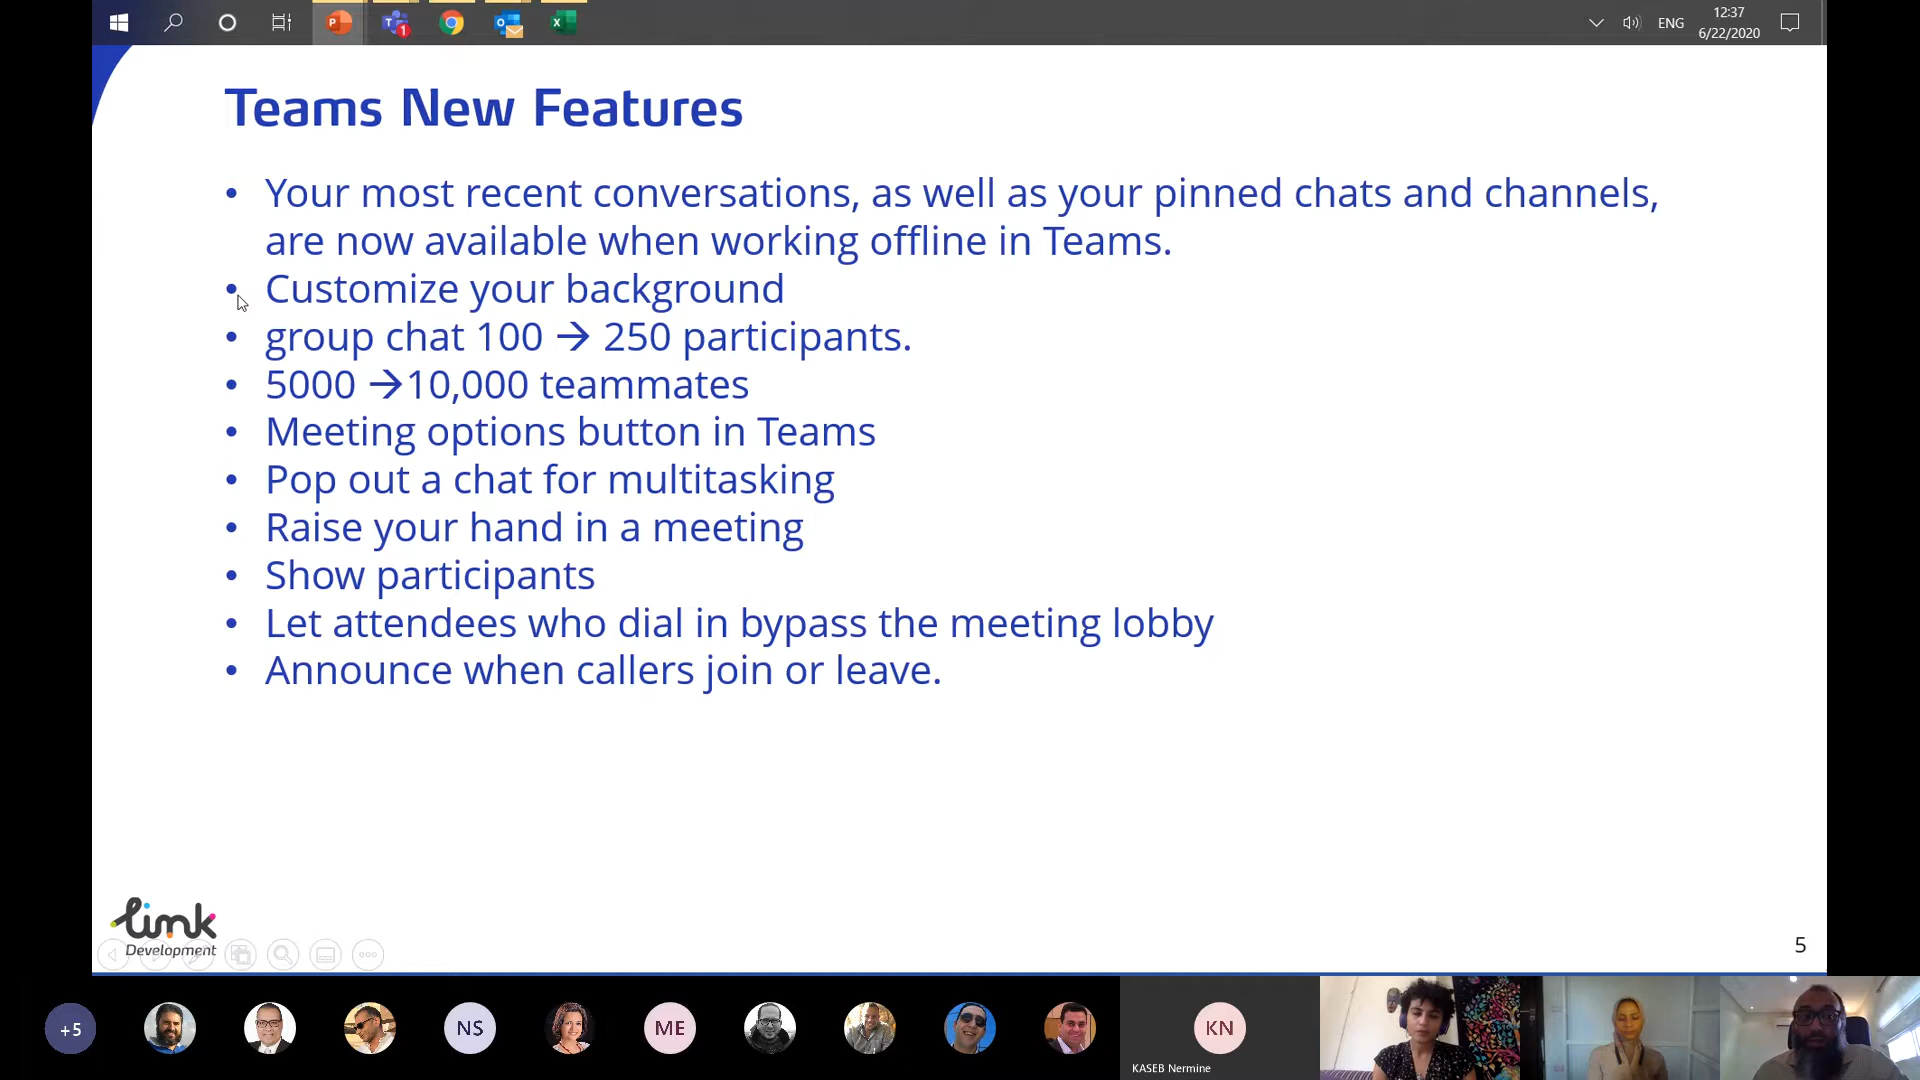 ENG
12:37
6/22/2020
Teams New Features
• Your most recent conversations, as well as your pinned chats and channels,
are now available when working offline in Teams.
• Customize your background
• group chat 100 → 250 participants.
• 5000 →10,000 teammates
• Meeting options button in Teams
• Pop out a chat for multitasking
• Raise your hand in a meeting
• Show participants
• Let attendees who dial in bypass the meeting lobby
• Announce when callers join or leave.
link
Development
5
+5
NS
ME
KN
KASEB Nermine